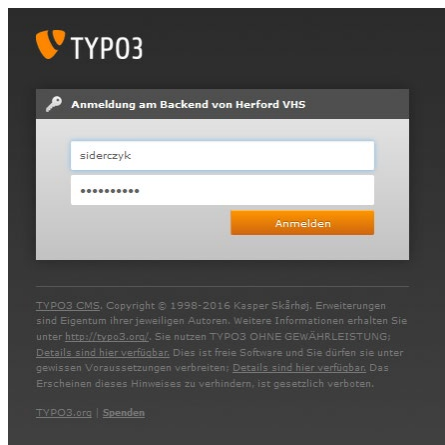 TYPO3
Anmeldung am Backend von Herford VHS
siderczyk
••••••••••
Anmelden
TYPO3 CMS. Copyright © 1998-2016 Kasper Skårhøj. Erweiterungen
sind Eigentum ihrer jeweiligen Autoren. Weitere Informationen erhalten Sie
unter http://typo3.org/. Sie nutzen TYPO3 OHNE GEWÄHRLEISTUNG;
Details sind hier verfügbar. Dies ist freie Software und Sie dürfen sie unter
gewissen Voraussetzungen verbreiten; Details sind hier verfügbar. Das
Erscheinen dieses Hinweises zu verhindern, ist gesetzlich verboten.
TYPO3.org | Spenden